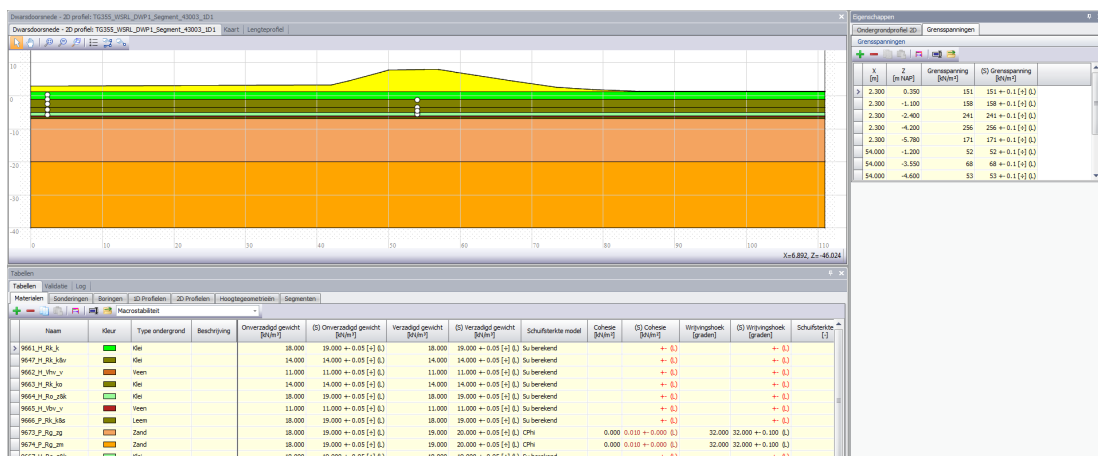 Dwarsdoorsnede - 2D profiel: TG355_WSRL_DWP1_Segment_43003_1D1
Dwarsdoorsnede - 2D profiel: TG355_WSRL_DWP1_Segment_43003_1D1 Kaart Lengteprofiel
10
0
-10
-20
-30
-40
0 10 20 30 40 50 60 70 80 90 100 110
X=6.892, Z=-46.024
Eigenschappen
Ondergrondprofiel 2D Grensspanningen
Grensspanningen
X [m] Z [m NAP] Grensspanning [kN/m²] (S) Grensspanning [kN/m²]
2.300 0.350 151 151 +- 0.1 [÷] (L)
2.300 -1.100 158 158 +- 0.1 [÷] (L)
2.300 -2.400 241 241 +- 0.1 [÷] (L)
2.300 -4.200 256 256 +- 0.1 [÷] (L)
2.300 -5.780 171 171 +- 0.1 [÷] (L)
54.000 -1.200 52 52 +- 0.1 [÷] (L)
54.000 -3.550 68 68 +- 0.1 [÷] (L)
54.000 -4.600 53 53 +- 0.1 [÷] (L)
Tabellen
Tabellen Validatie Log
Materialen Sonderingen Boringen 1D Profielen 2D Profielen Hoogtegeometrieën Segmenten
Macrostabiliteit
Naam Kleur Type ondergrond Beschrijving Onverzadigd gewicht [kN/m³] (S) Onverzadigd gewicht [kN/m³] Verzadigd gewicht [kN/m³] (S) Verzadigd gewicht [kN/m³] Schuifsterkte model Cohesie [kN/m²] (S) Cohesie [kN/m²] Wrijvingshoek [graden] (S) Wrijvingshoek [graden] Schuifsterkte [-]
9661_H_Rk_k Klei 18.000 19.000 +- 0.05 [÷] (L) 18.000 19.000 +- 0.05 [÷] (L) Su berekend +- (L) +- (L)
9647_H_Rk_k&v Klei 14.000 14.000 +- 0.05 [÷] (L) 14.000 14.000 +- 0.05 [÷] (L) Su berekend +- (L) +- (L)
9662_H_Vhv_v Veen 11.000 11.000 +- 0.05 [÷] (L) 11.000 11.000 +- 0.05 [÷] (L) Su berekend +- (L) +- (L)
9663_H_Rk_ko Klei 14.000 14.000 +- 0.05 [÷] (L) 14.000 14.000 +- 0.05 [÷] (L) Su berekend +- (L) +- (L)
9664_H_Ro_z&k Klei 18.000 19.000 +- 0.05 [÷] (L) 18.000 19.000 +- 0.05 [÷] (L) Su berekend +- (L) +- (L)
9665_H_Vbv_v Veen 11.000 11.000 +- 0.05 [÷] (L) 11.000 11.000 +- 0.05 [÷] (L) Su berekend +- (L) +- (L)
9666_P_Rk_k&s Leem 18.000 19.000 +- 0.05 [÷] (L) 18.000 19.000 +- 0.05 [÷] (L) Su berekend +- (L) +- (L)
9673_P_Rg_zg Zand 18.000 19.000 +- 0.05 [÷] (L) 19.000 20.000 +- 0.05 [÷] (L) CPhi 0.000 0.010 +- 0.000 (L) 32.000 32.000 +- 0.100 (L)
9674_P_Rg_zm Zand 18.000 19.000 +- 0.05 [÷] (L) 19.000 20.000 +- 0.05 [÷] (L) CPhi 0.000 0.010 +- 0.000 (L) 32.000 32.000 +- 0.100 (L)